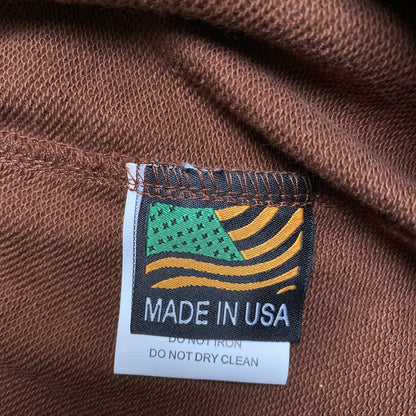 MADE IN USA
DO NOT IRON
DO NOT DRY CLEAN